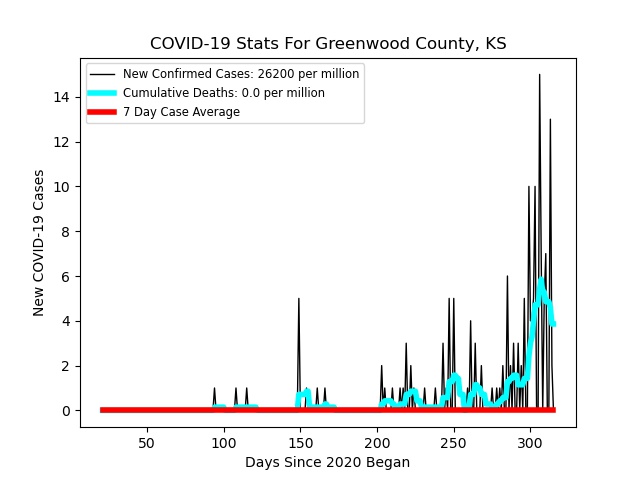 COVID-19 Stats For Greenwood County, KS
New Confirmed Cases: 26200 per million
Cumulative Deaths: 0.0 per million
7 Day Case Average
New COVID-19 Cases
14
12
10
8
6
4
2
0
50 100 150 200 250 300
Days Since 2020 Began